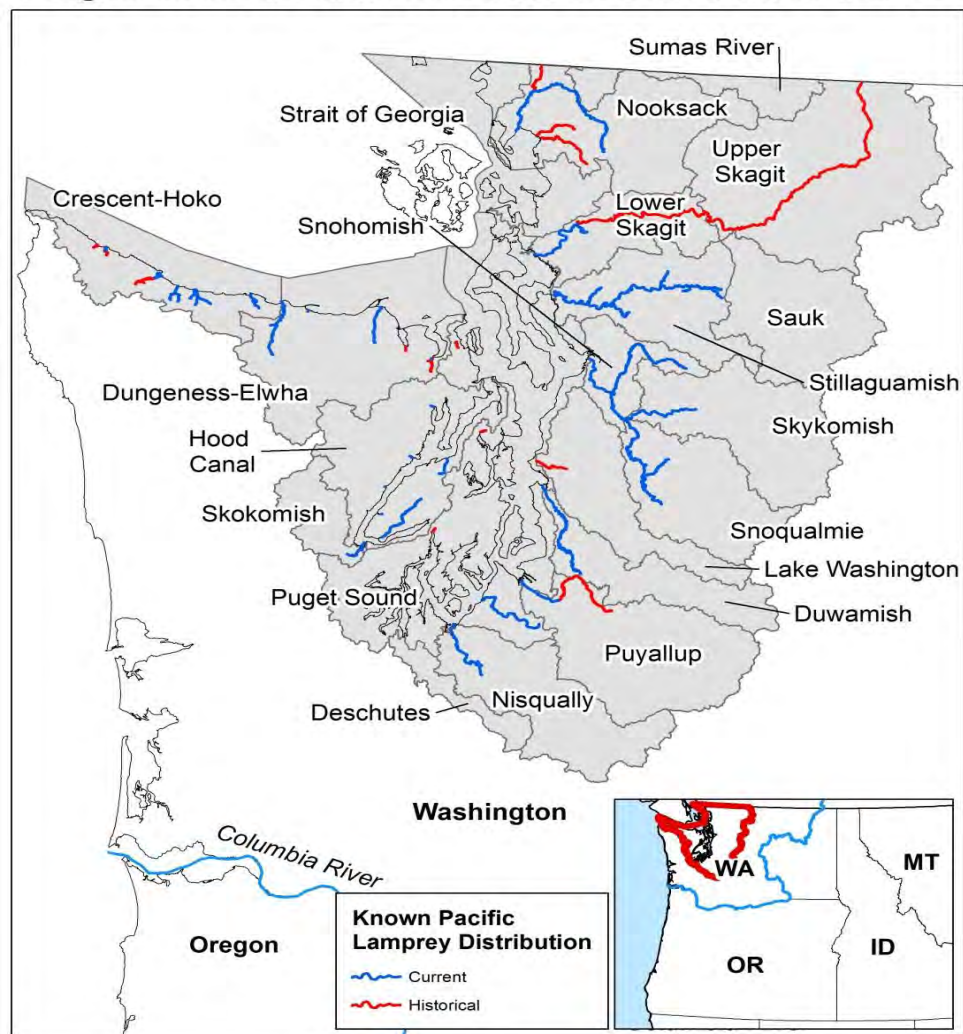 Sumas River
Nooksack
Strait of Georgia
Upper
Skagit
Crescent-Hoko
Lower
Skagit
Snohomish
Sauk
Stillaguamish
Dungeness-Elwha
Skykomish
Hood
Canal
Skokomish
Snoqualmie
Lake Washington
Puget Sound
Duwamish
Puyallup
Nisqually
Deschutes
Washington
Columbia River
Oregon
Known Pacific
Lamprey Distribution
Current
Historical
WA
MT
OR
ID